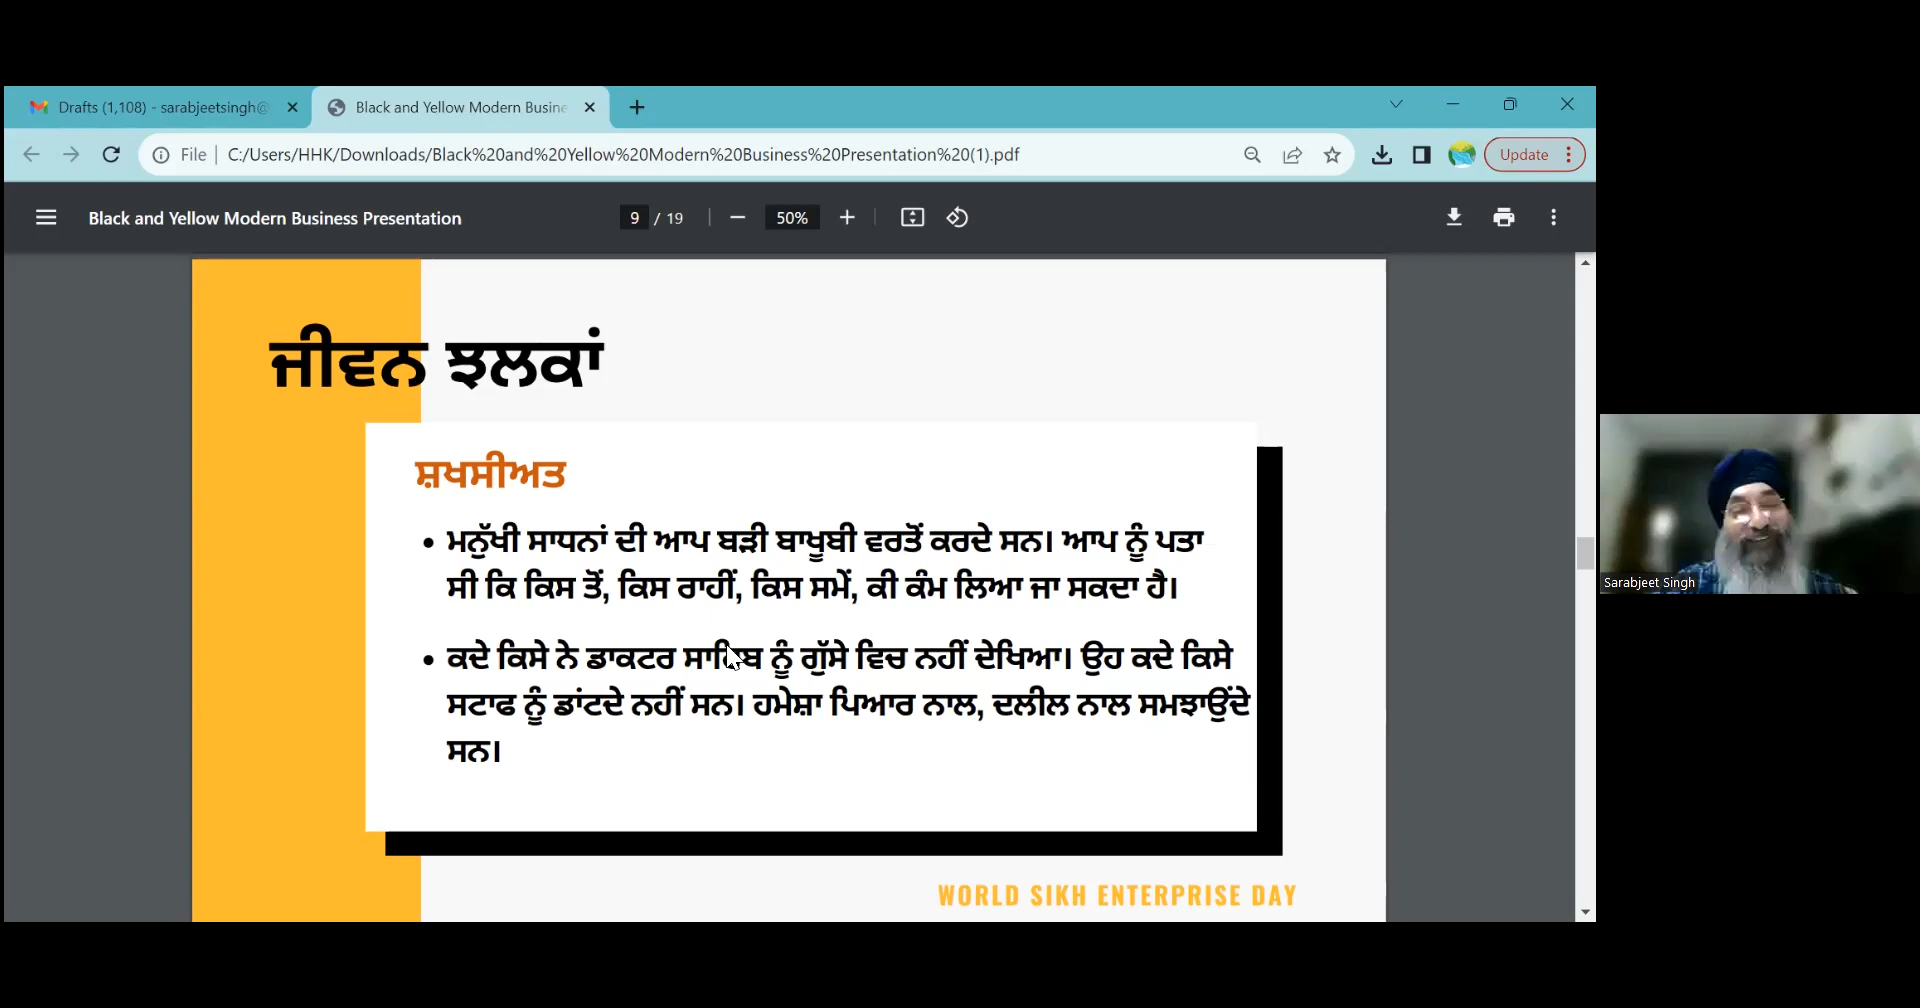 Drafts (1,108) - sarabjeetsingh@
Black and Yellow Modern Busine
File
C:/Users/HHK/Downloads/Black%20and%20Yellow%20Modern%20Business%20Presentation%20(1).pdf
Update
Black and Yellow Modern Business Presentation
9 / 19
50%
ਜੀਵਨ ਝਲਕਾਂ
ਸ਼ਖਸੀਅਤ
• ਮਨੁੱਖੀ ਸਾਧਨਾਂ ਦੀ ਆਪ ਬੜੀ ਬਾਖੂਬੀ ਵਰਤੋਂ ਕਰਦੇ ਸਨ। ਆਪ ਨੂੰ ਪਤਾ
ਸੀ ਕਿ ਕਿਸ ਤੋਂ, ਕਿਸ ਰਾਹੀਂ, ਕਿਸ ਸਮੇਂ, ਕੀ ਕੰਮ ਲਿਆ ਜਾ ਸਕਦਾ ਹੈ।
• ਕਦੇ ਕਿਸੇ ਨੇ ਡਾਕਟਰ ਸਾਹਿਬ ਨੂੰ ਗੁੱਸੇ ਵਿਚ ਨਹੀਂ ਦੇਖਿਆ। ਉਹ ਕਦੇ ਕਿਸੇ
ਸਟਾਫ ਨੂੰ ਡਾਂਟਦੇ ਨਹੀਂ ਸਨ। ਹਮੇਸ਼ਾ ਪਿਆਰ ਨਾਲ, ਦਲੀਲ ਨਾਲ ਸਮਝਾਉਂਦੇ
ਸਨ।
WORLD SIKH ENTERPRISE DAY
Sarabjeet Singh